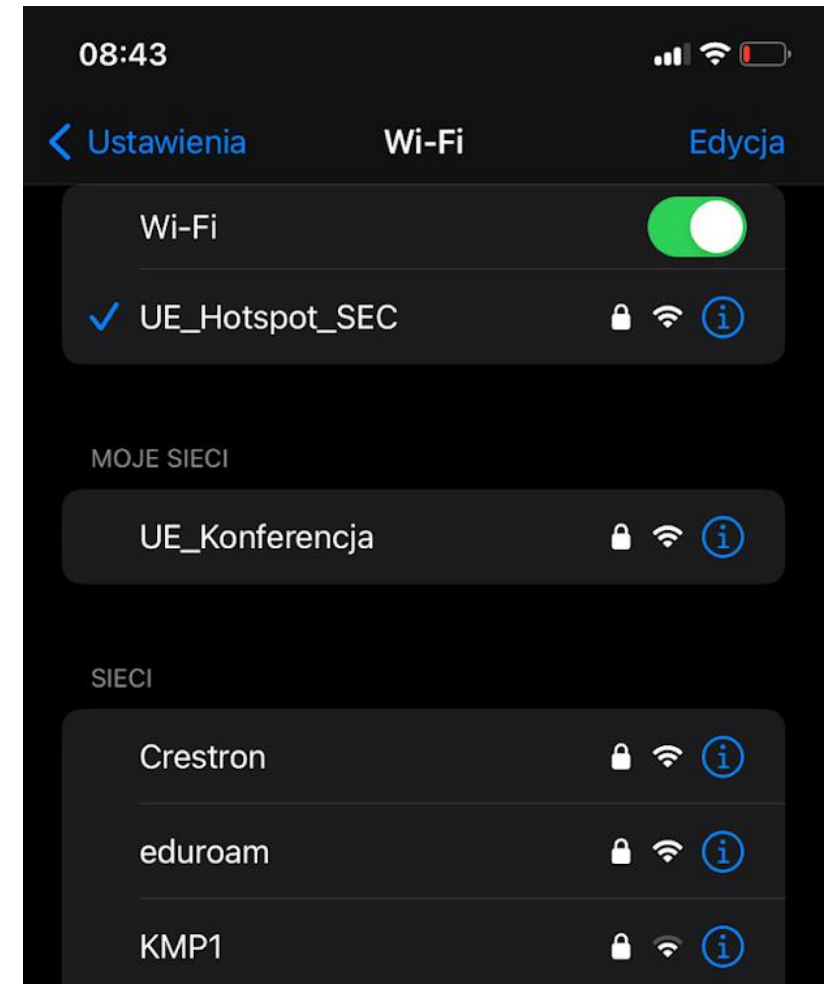 08:43
Ustawienia Wi-Fi Edycja
Wi-Fi
UE_Hotspot_SEC
MOJE SIECI
UE_Konferencja
SIECI
Crestron
eduroam
KMP1